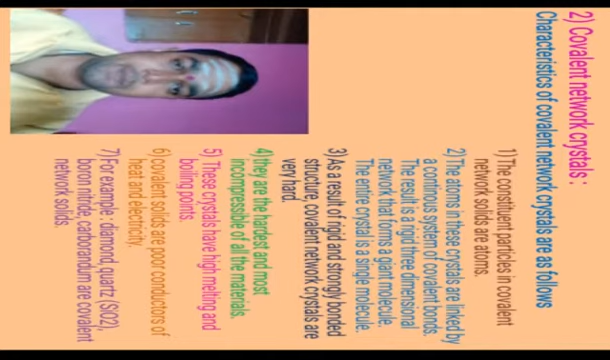 2) Covalent network crystals :
Characteristics of covalent network crystals are as follows
1)The constituent particles in covalent
network solids are atoms.
2)The atoms in these crystals are linked by
a continous system of covalent bonds.
The result is a rigid three dimensional
network that forms a giant molecule.
The entire crystal is a single molecule.
3)As a result of rigid and strongly bonded
structure, covalent network crystals are
very hard.
4) they are the hardest and most
incompressible of all the materials.
5) These crystals have high melting and
boiling points.
6) covalent solids are poor conductors of
heat and electricity.
7)For example : diamond, quartz (SiO2),
boron nitride, carborandum are covalent
network solids.